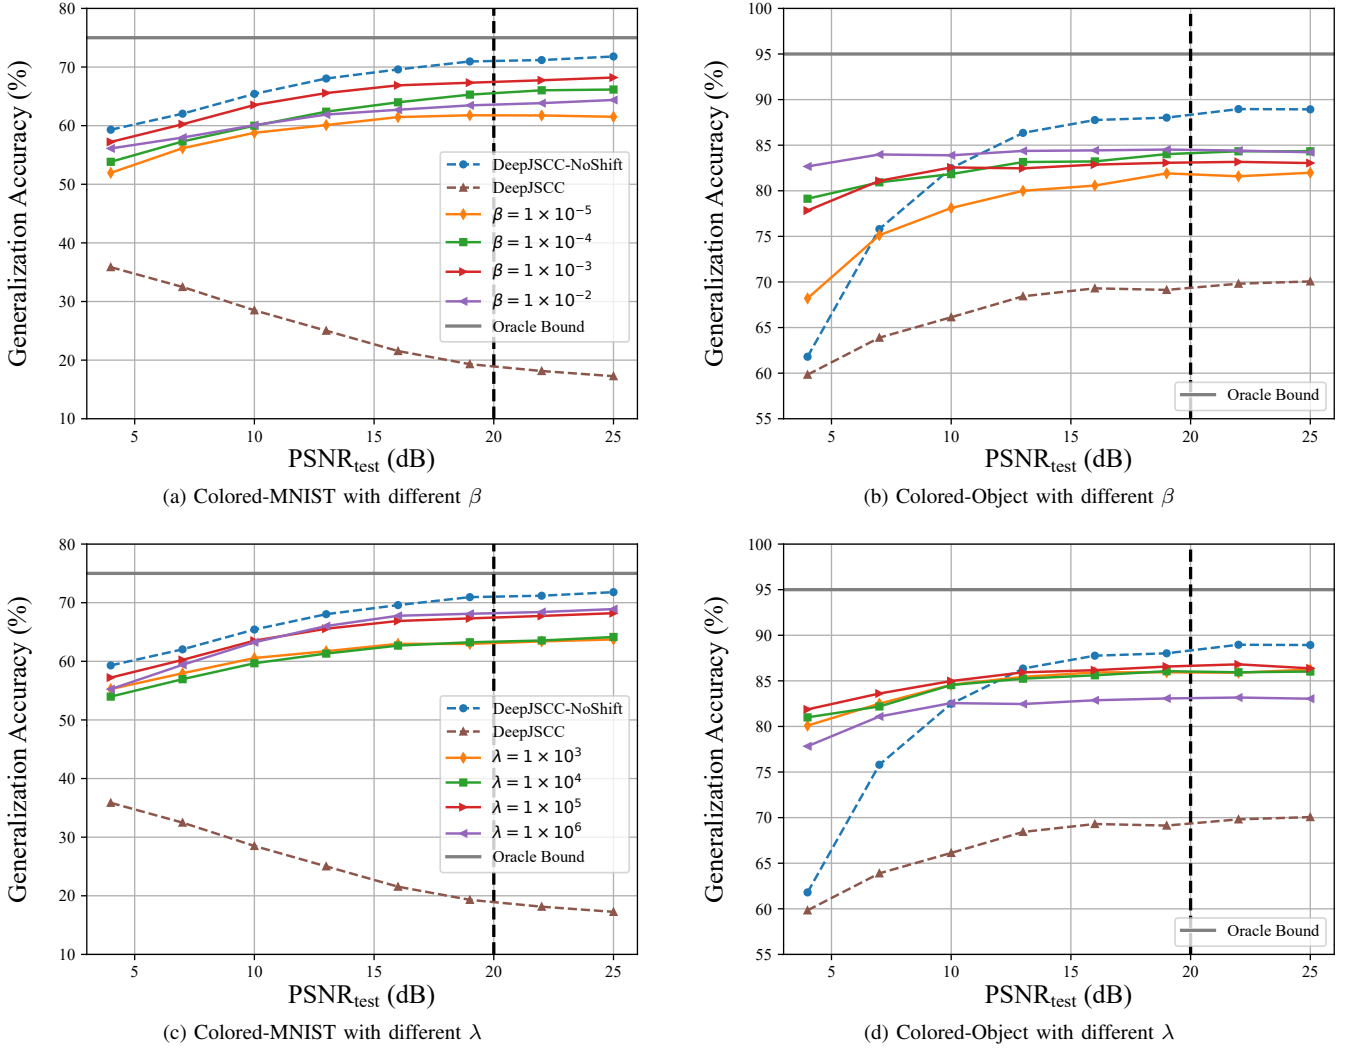 80
70
60
50
40
30
20
10
Generalization Accuracy (%)
DeepJSCC-NoShift
DeepJSCC
β = 1 × 10⁻⁵
β = 1 × 10⁻⁴
β = 1 × 10⁻³
β = 1 × 10⁻²
Oracle Bound
5 10 15 20 25
PSNR_test (dB)
(a) Colored-MNIST with different β
100
95
90
85
80
75
70
65
60
55
Generalization Accuracy (%)
Oracle Bound
5 10 15 20 25
PSNR_test (dB)
(b) Colored-Object with different β
80
70
60
50
40
30
20
10
Generalization Accuracy (%)
DeepJSCC-NoShift
DeepJSCC
λ = 1 × 10³
λ = 1 × 10⁴
λ = 1 × 10⁵
λ = 1 × 10⁶
Oracle Bound
5 10 15 20 25
PSNR_test (dB)
(c) Colored-MNIST with different λ
100
95
90
85
80
75
70
65
60
55
Generalization Accuracy (%)
Oracle Bound
5 10 15 20 25
PSNR_test (dB)
(d) Colored-Object with different λ